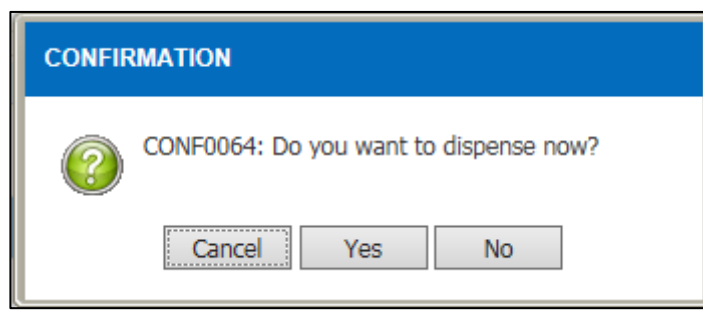 CONFIRMATION
CONF0064: Do you want to dispense now?
Cancel Yes No